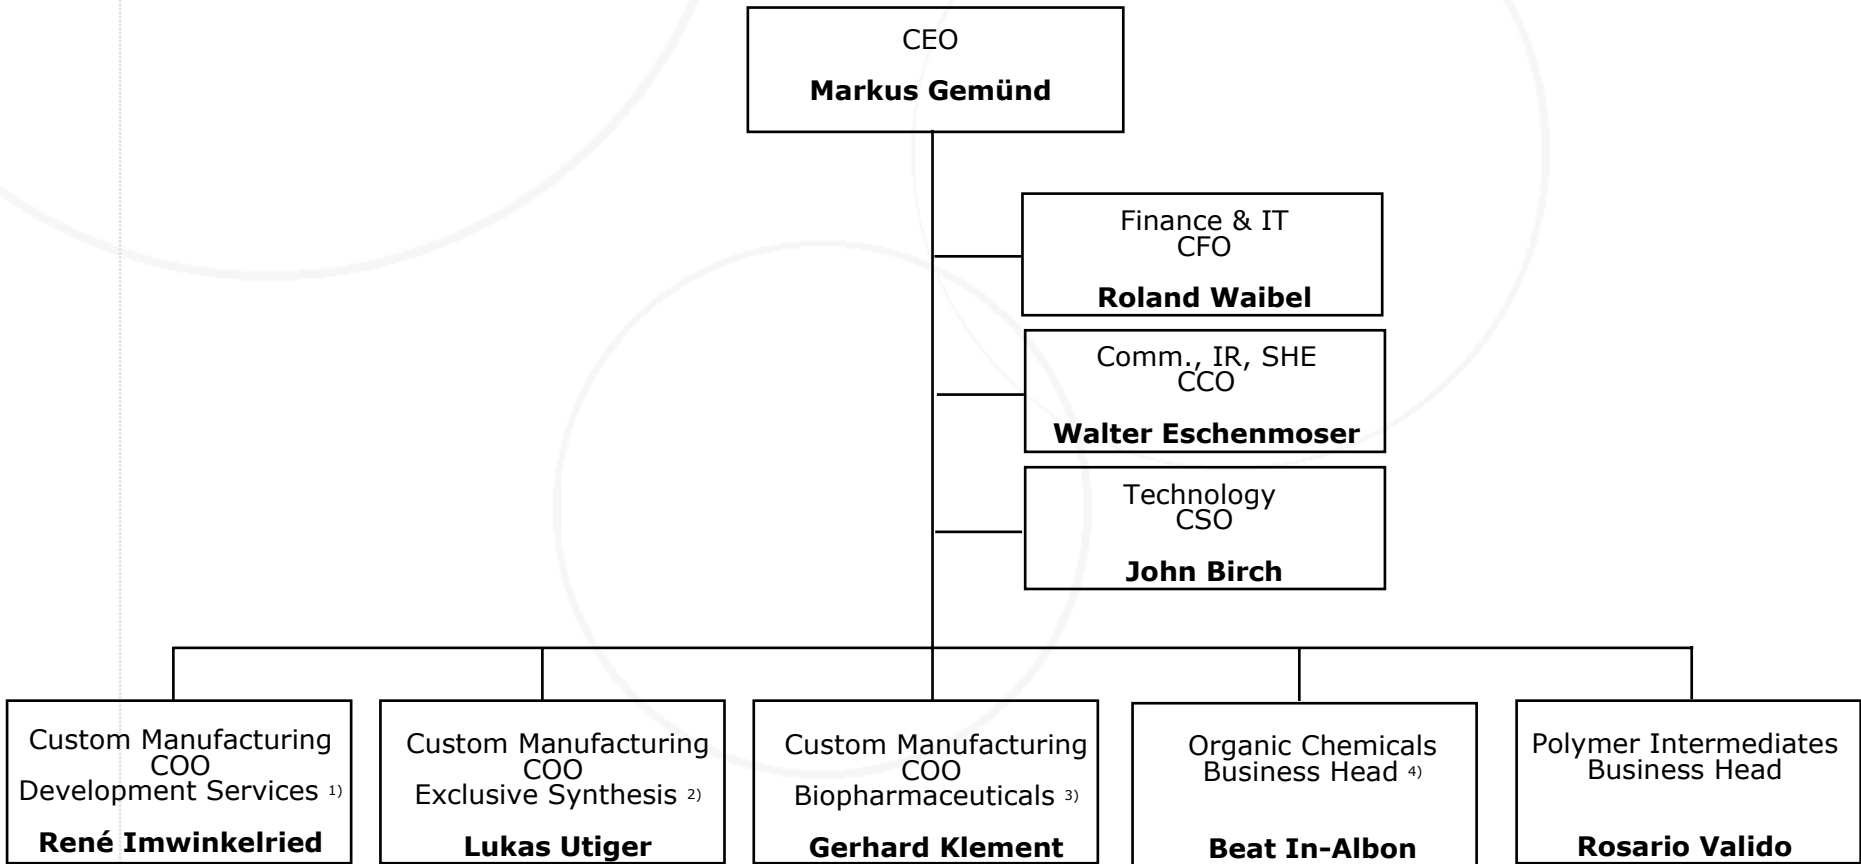 CEO
Markus Gemünd
Finance & IT
CFO
Roland Waibel
Comm., IR, SHE
CCO
Walter Eschenmoser
Technology
CSO
John Birch
Custom Manufacturing
COO
Development Services 1)
René Imwinkelried
Custom Manufacturing
COO
Exclusive Synthesis 2)
Lukas Utiger
Custom Manufacturing
COO
Biopharmaceuticals 3)
Gerhard Klement
Organic Chemicals
Business Head 4)
Beat In-Albon
Polymer Intermediates
Business Head
Rosario Valido